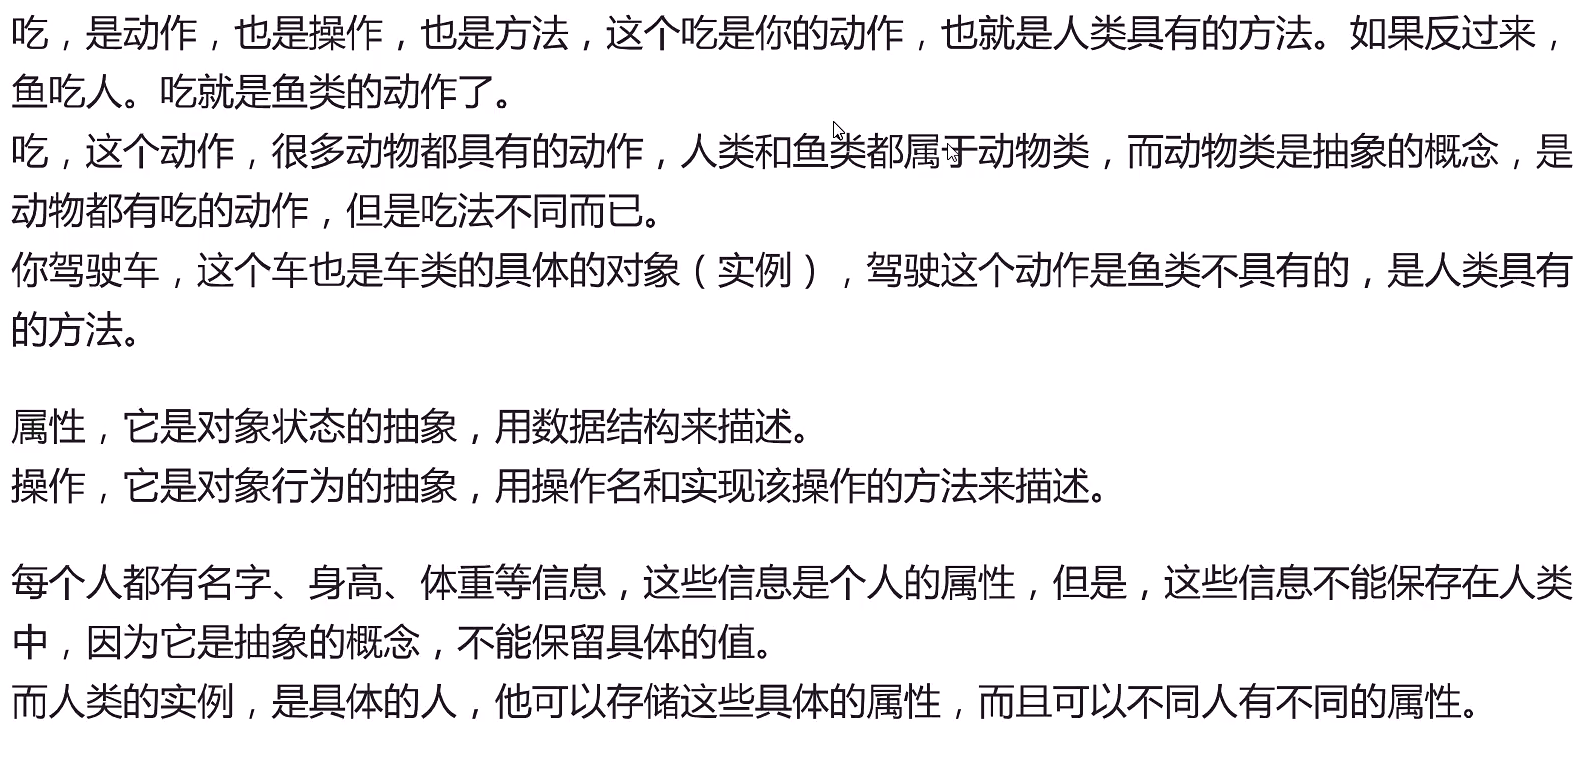 吃，是动作，也是操作，也是方法，这个吃是你的动作，也就是人类具有的方法。如果反过来，
鱼吃人。吃就是鱼类的动作了。
吃，这个动作，很多动物都具有的动作，人类和鱼类都属于动物类，而动物类是抽象的概念，是
动物都有吃的动作，但是吃法不同而已。
你驾驶车，这个车也是车类的具体的对象（实例），驾驶这个动作是鱼类不具有的，是人类具有
的方法。
属性，它是对象状态的抽象，用数据结构来描述。
操作，它是对象行为的抽象，用操作名和实现该操作的方法来描述。
每个人都有名字、身高、体重等信息，这些信息是个人的属性，但是，这些信息不能保存在人类
中，因为它是抽象的概念，不能保留具体的值。
而人类的实例，是具体的人，他可以存储这些具体的属性，而且可以不同人有不同的属性。